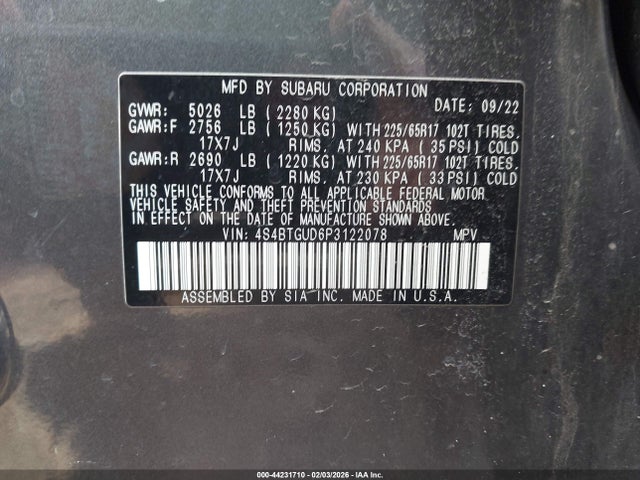 MFD BY SUBARU CORPORATION
DATE: 09/22
GVWR: 5026 LB (2280 KG)
GAWR:F 2756 LB (1250 KG) WITH 225/65R17 102T TIRES,
17X7J RIMS, AT 240 KPA (35 PSI) COLD
GAWR:R 2690 LB (1220 KG) WITH 225/65R17 102T TIRES,
17X7J RIMS, AT 230 KPA (33 PSI) COLD
THIS VEHICLE CONFORMS TO ALL APPLICABLE FEDERAL MOTOR
VEHICLE SAFETY AND BUMPER STANDARDS
IN EFFECT ON THE DATE OF MANUFACTURE SHOWN ABOVE.
VIN: 4S4BTGUD6P3122078 MPV
ASSEMBLED BY SIA INC. MADE IN U.S.A.
000-44231710 | 02/03/2026 | IAA Inc.